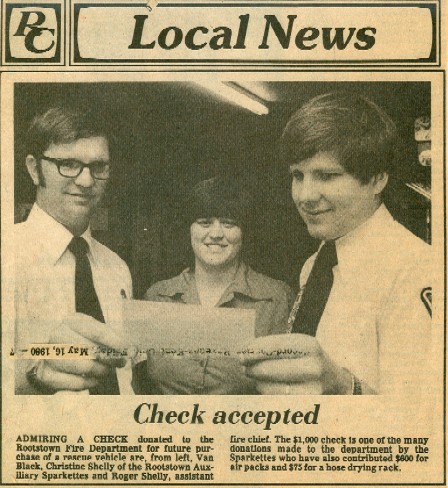 RC
Local News
May 16, 1980
Check accepted
ADMIRING A CHECK donated to the
Rootstown Fire Department for future pur-
chase of a rescue vehicle are, from left, Van
Black, Christine Shelly of the Rootstown Aux-
iliary Sparkettes and Roger Shelly, assistant
fire chief. The $1,000 check is one of the many
donations made to the department by the
Sparkettes who have also contributed $600 for
air packs and $75 for a hose drying rack.